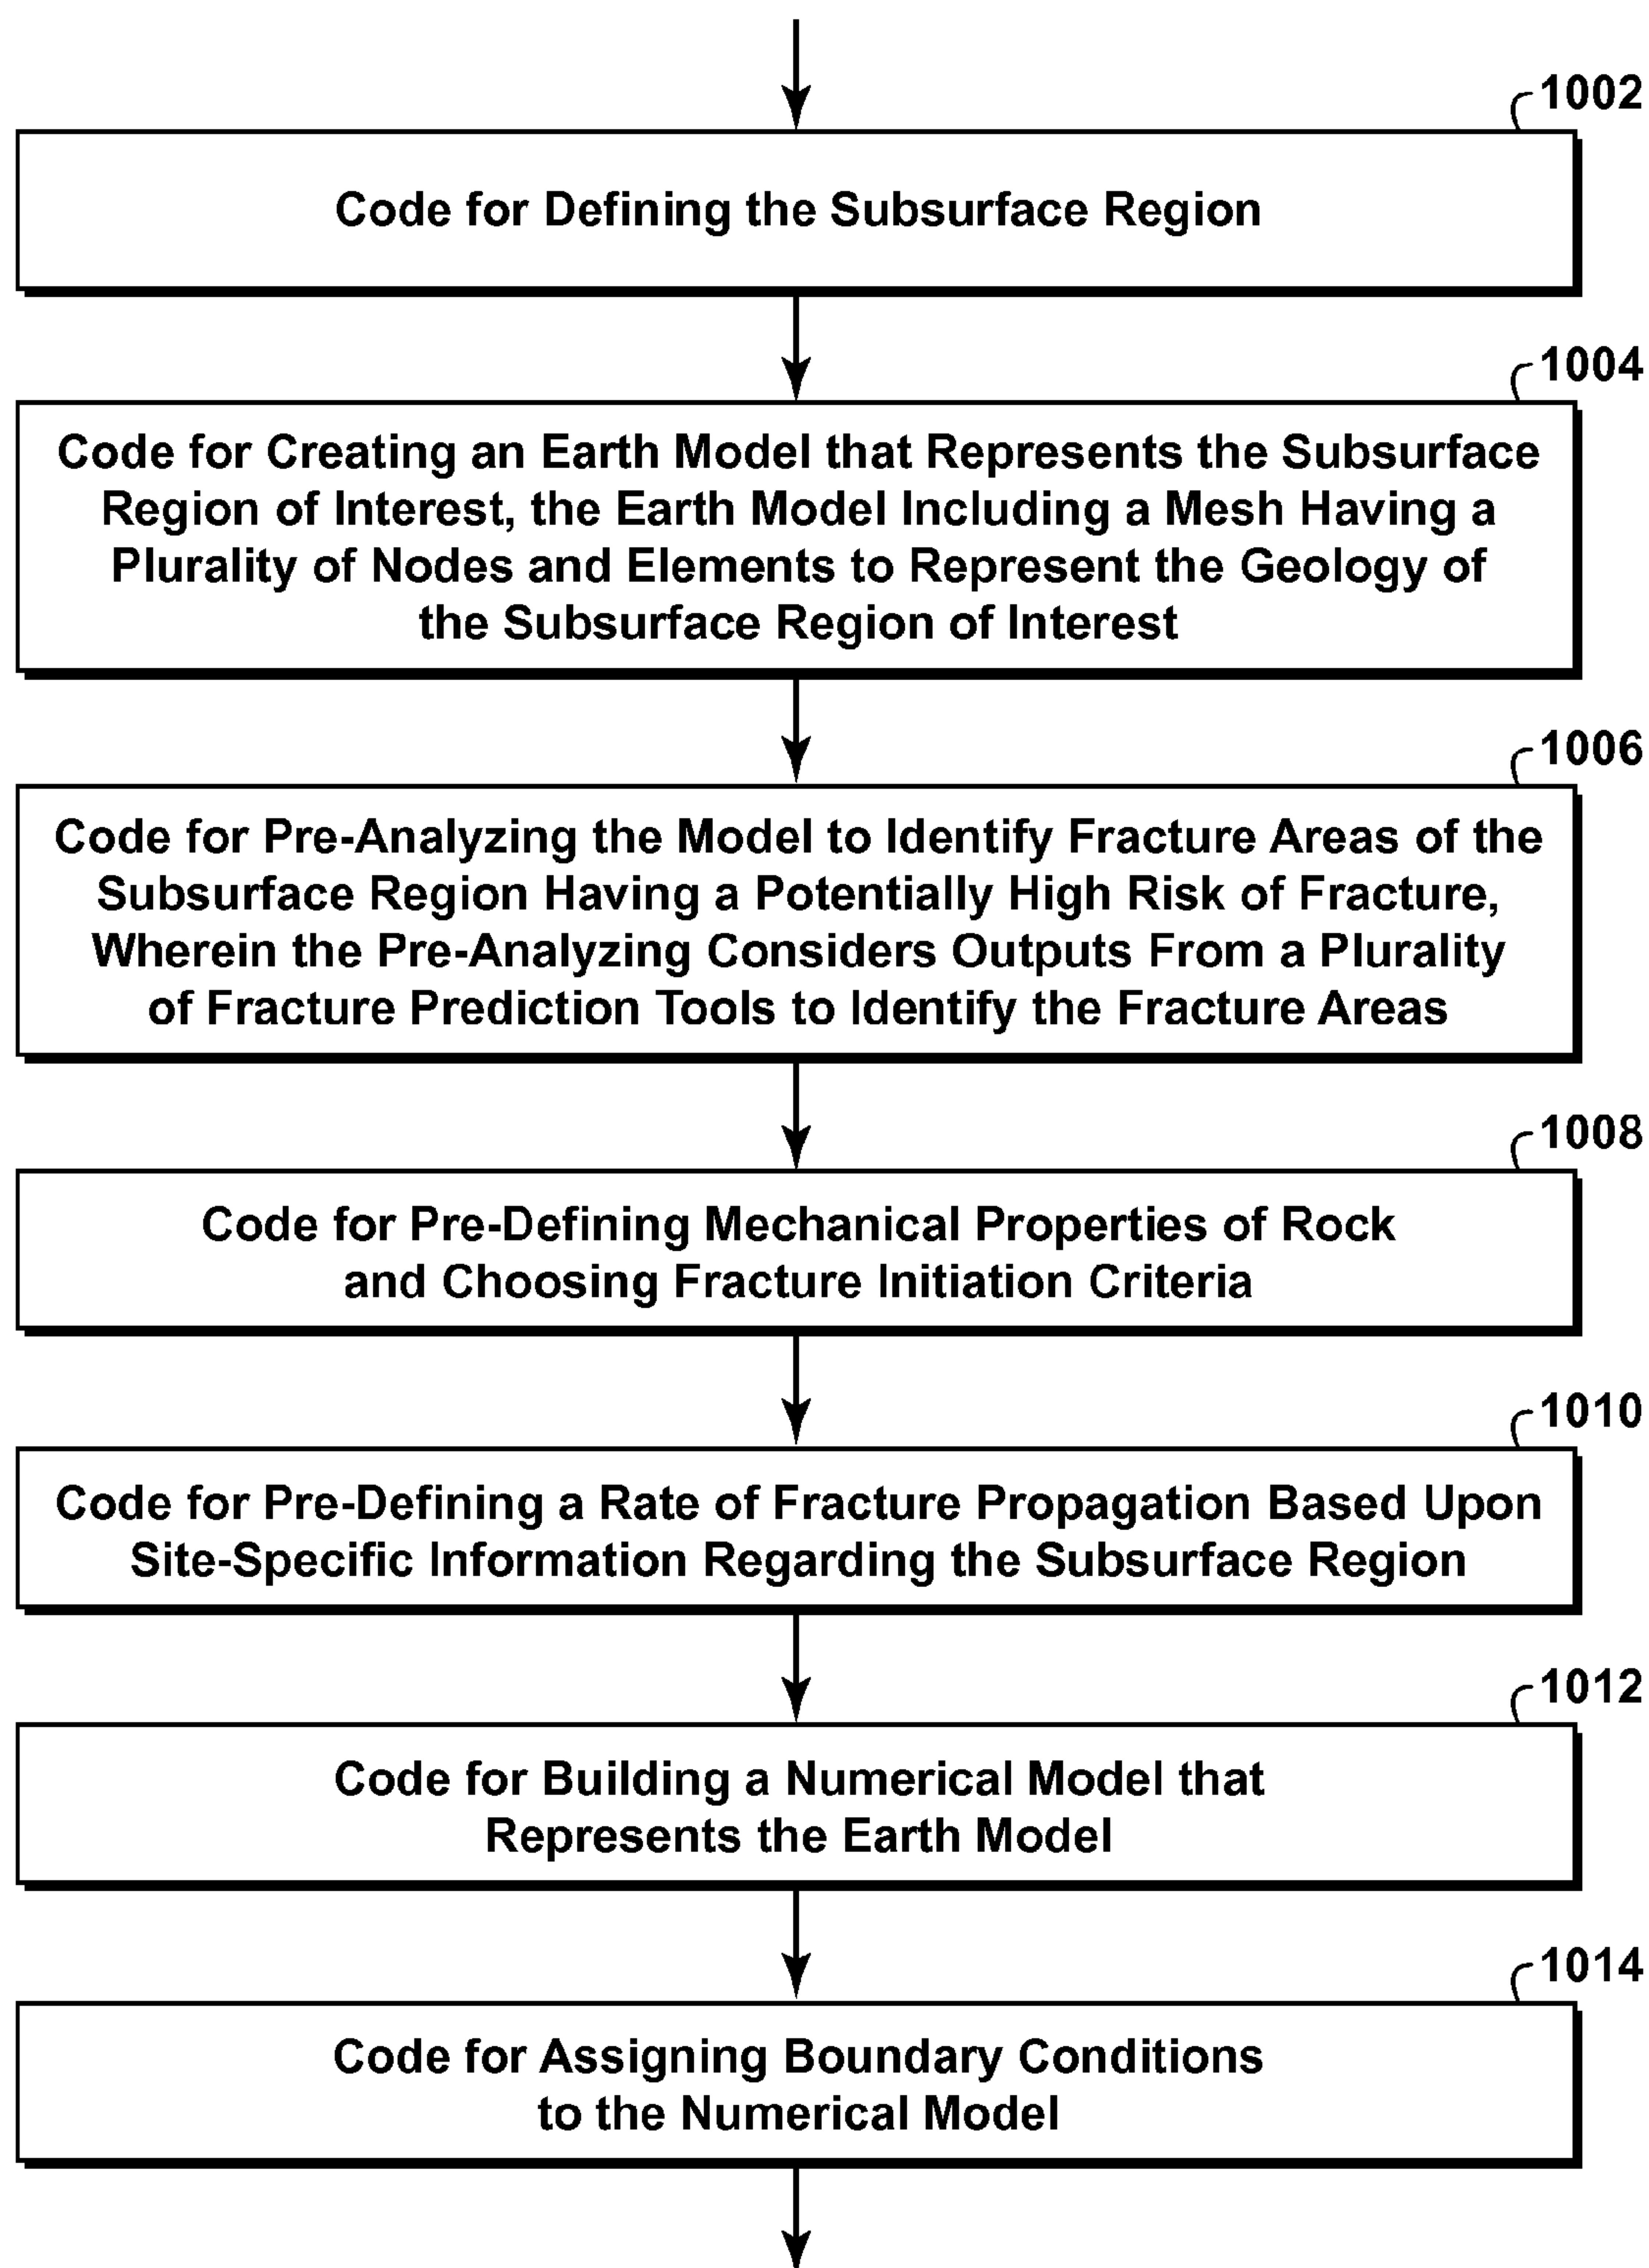 1002
Code for Defining the Subsurface Region
1004
Code for Creating an Earth Model that Represents the Subsurface
Region of Interest, the Earth Model Including a Mesh Having a
Plurality of Nodes and Elements to Represent the Geology of
the Subsurface Region of Interest
1006
Code for Pre-Analyzing the Model to Identify Fracture Areas of the
Subsurface Region Having a Potentially High Risk of Fracture,
Wherein the Pre-Analyzing Considers Outputs From a Plurality
of Fracture Prediction Tools to Identify the Fracture Areas
1008
Code for Pre-Defining Mechanical Properties of Rock
and Choosing Fracture Initiation Criteria
1010
Code for Pre-Defining a Rate of Fracture Propagation Based Upon
Site-Specific Information Regarding the Subsurface Region
1012
Code for Building a Numerical Model that
Represents the Earth Model
1014
Code for Assigning Boundary Conditions
to the Numerical Model